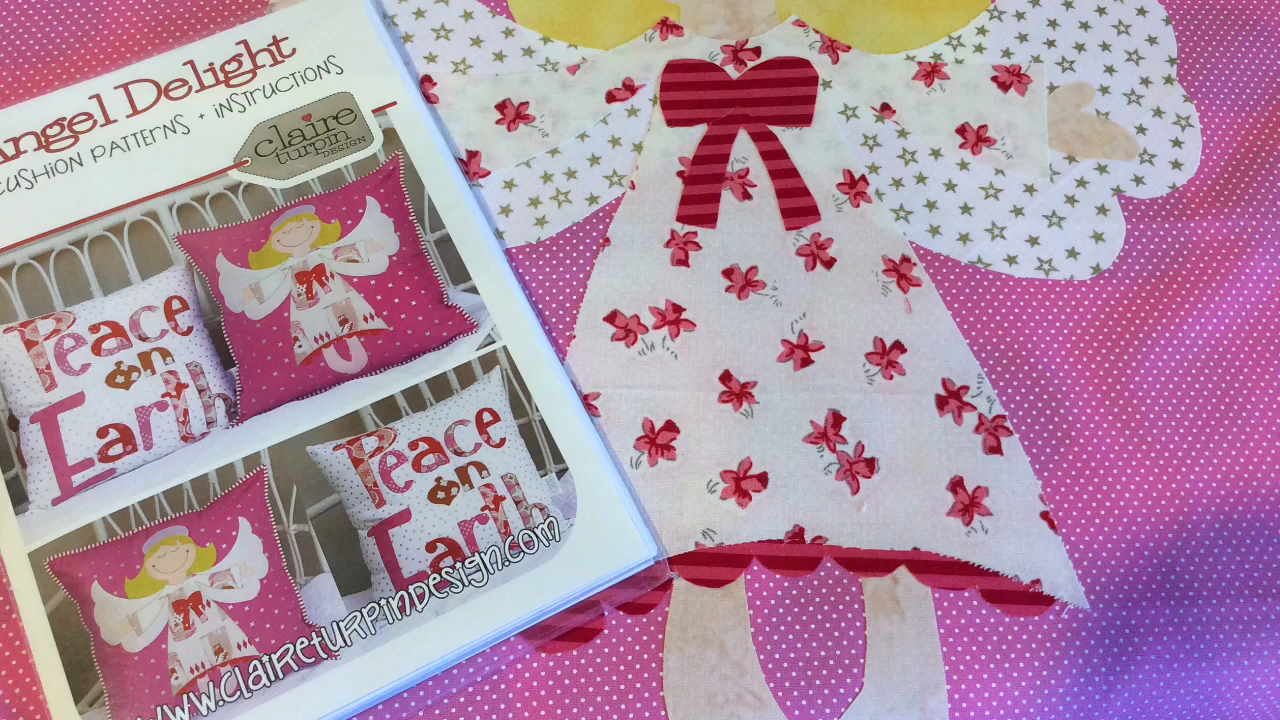 Angel Delight
CUSHION PATTERNS + INSTRUCTIONS
claire
turpin
DESIGN
Peace
on
Earth
Peace
on
Earth
www.claireturpindesign.com